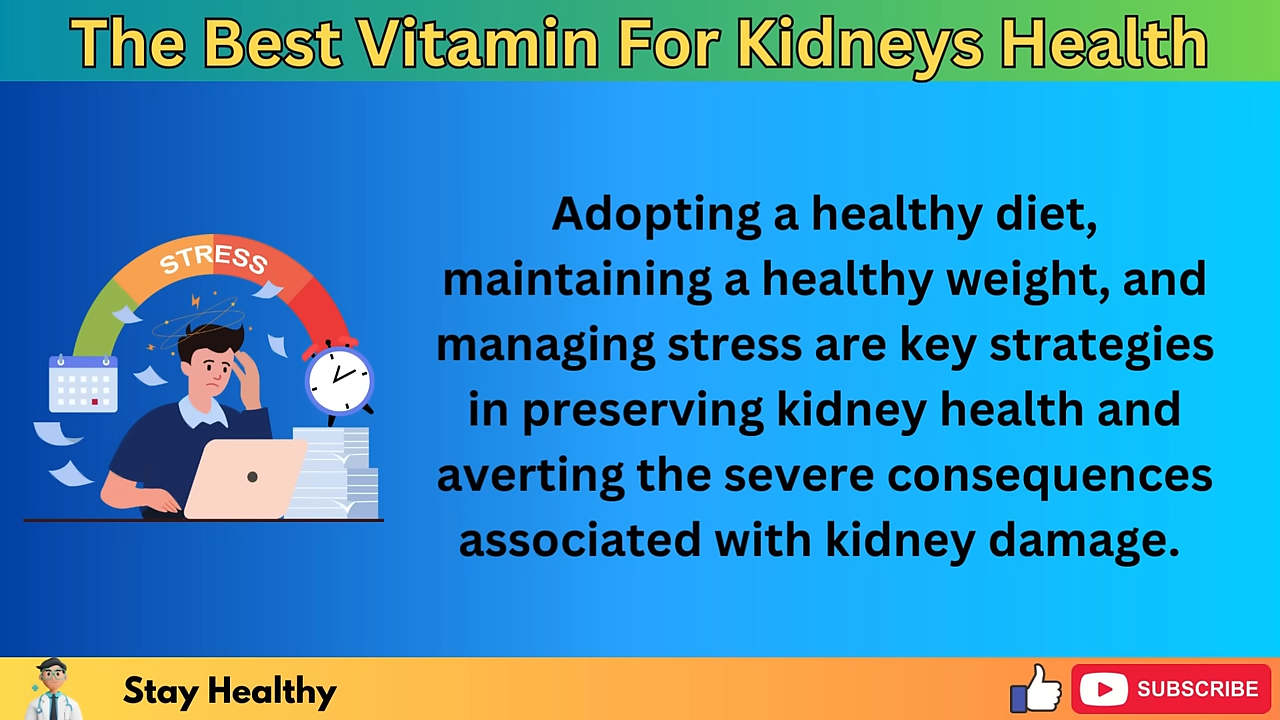 The Best Vitamin For Kidneys Health
STRESS
Adopting a healthy diet,
maintaining a healthy weight, and
managing stress are key strategies
in preserving kidney health and
averting the severe consequences
associated with kidney damage.
Stay Healthy
SUBSCRIBE